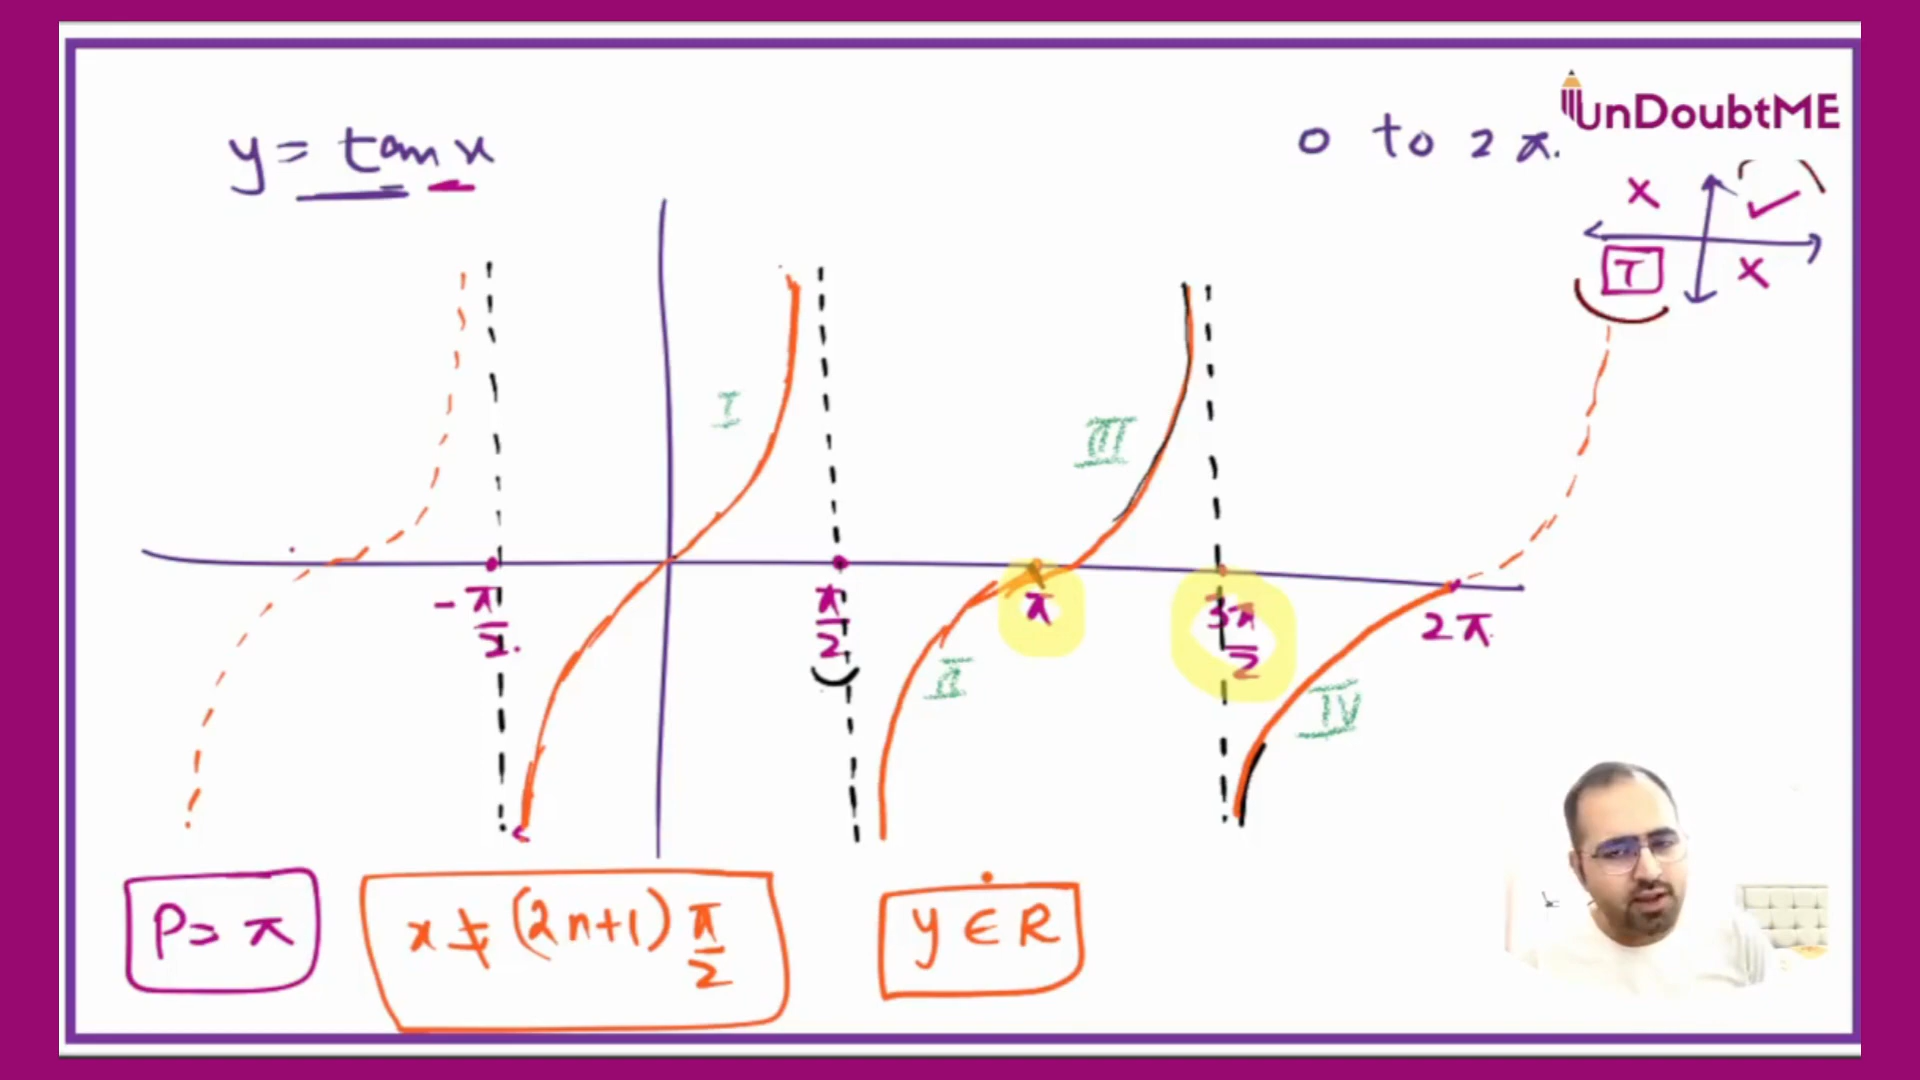 y = tan x
0 to 2π.
UnDoubtME
x ✓
T x
I
III
-π/2.
π/2
π
3π/2
2π.
II
IV
P = π
x ≠ (2n+1) π/2
y ∈ R